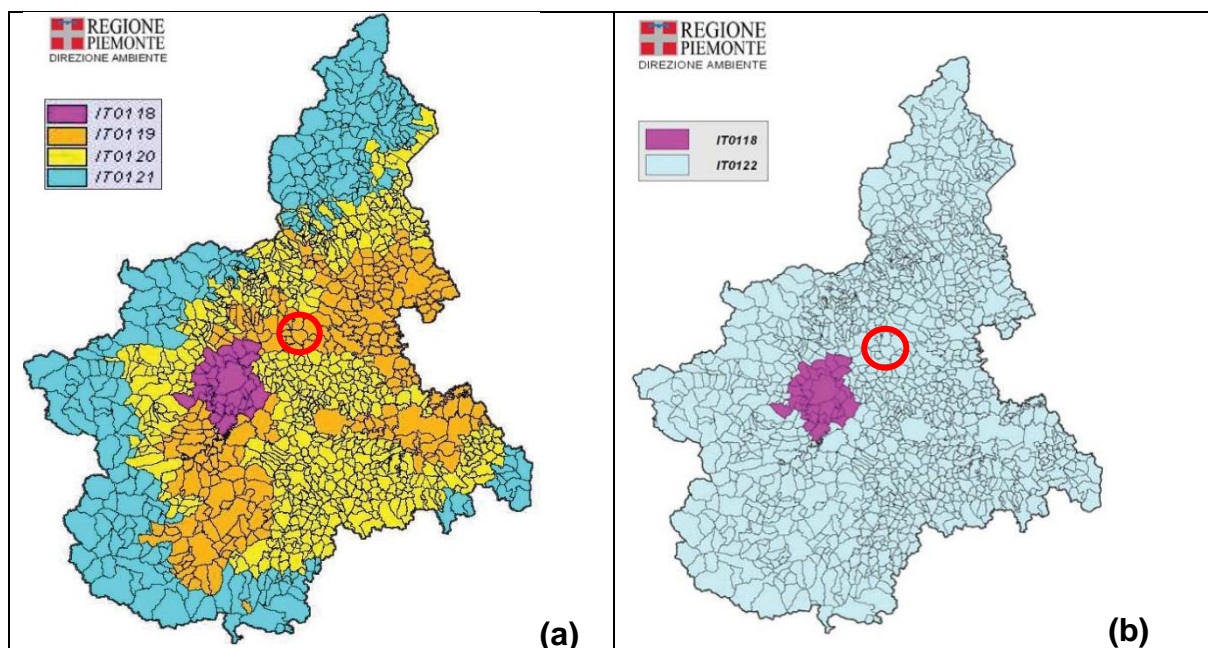 REGIONE
PIEMONTE
DIREZIONE AMBIENTE
IT0118
IT0119
IT0120
IT0121
(a)
REGIONE
PIEMONTE
DIREZIONE AMBIENTE
IT0118
IT0122
(b)